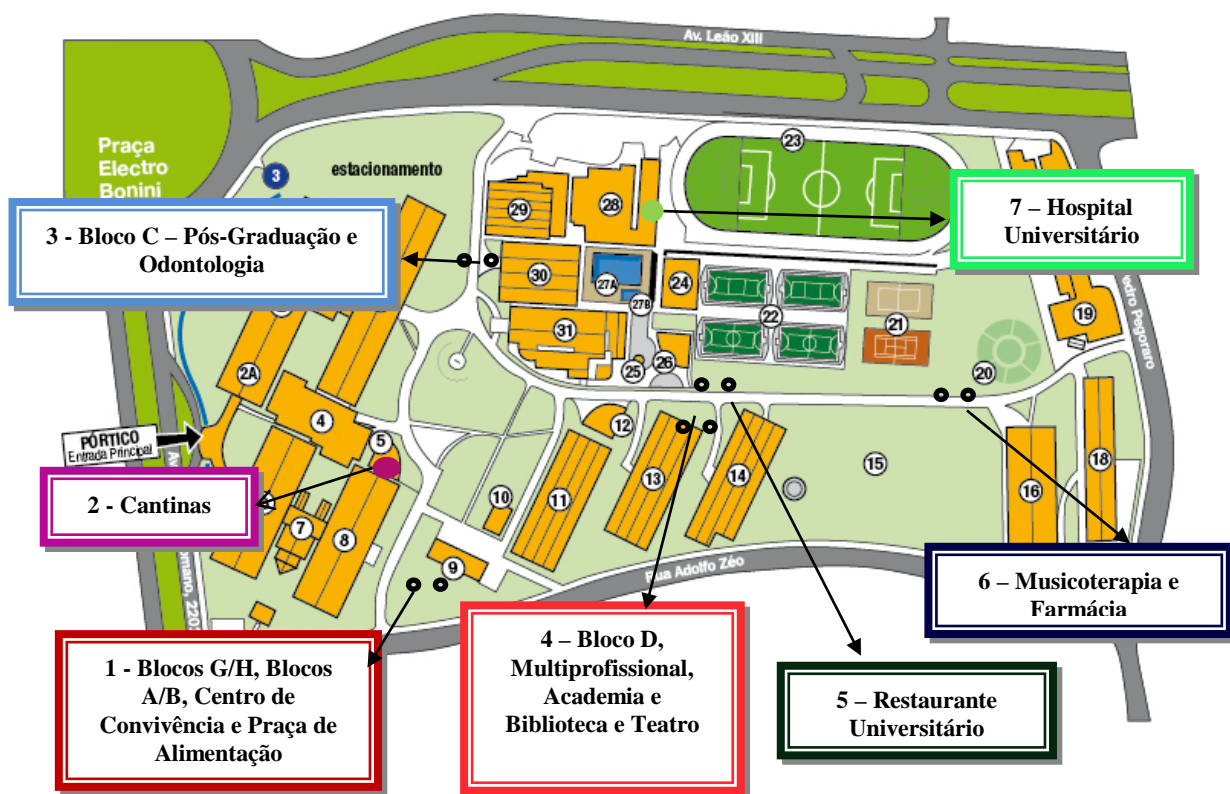 Av. Leão XIII
Praça
Electro
Bonini
3
estacionamento
23
29
28
7 – Hospital
Universitário
3 - Bloco C – Pós-Graduação e
Odontologia
30
27A
27B
24
22
21
19
Pedro Pegoraro
31
25
26
20
2A
4
5
12
PÓRTICO
Entrada Principal
2 - Cantinas
7
8
10
11
13
14
15
16
18
9
Rua Adolfo Zéo
6 – Musicoterapia e
Farmácia
1 - Blocos G/H, Blocos
A/B, Centro de
Convivência e Praça de
Alimentação
4 – Bloco D,
Multiprofissional,
Academia e
Biblioteca e Teatro
5 – Restaurante
Universitário